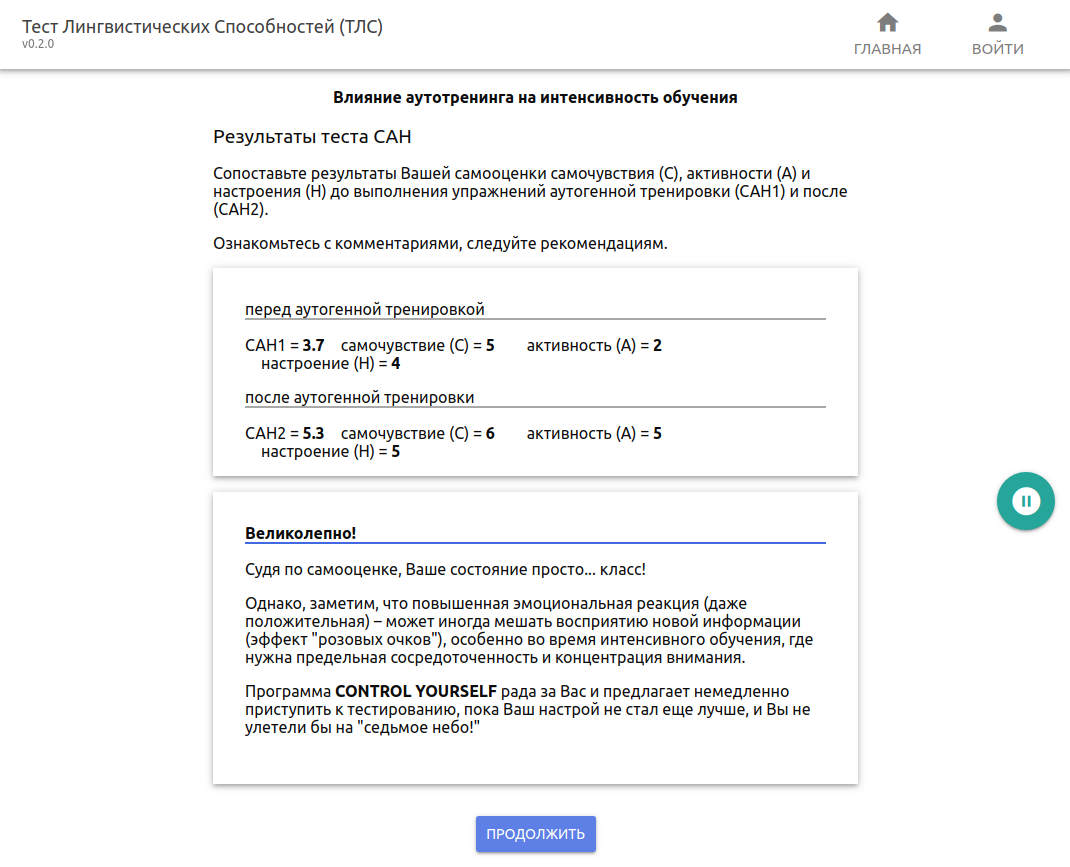 Тест Лингвистических Способностей (ТЛС)
v0.2.0
ГЛАВНАЯ
ВОЙТИ
Влияние аутотренинга на интенсивность обучения
Результаты теста САН
Сопоставьте результаты Вашей самооценки самочувствия (С), активности (А) и
настроения (Н) до выполнения упражнений аутогенной тренировки (САН1) и после
(САН2).
Ознакомьтесь с комментариями, следуйте рекомендациям.
перед аутогенной тренировкой
САН1 = 3.7 самочувствие (С) = 5 активность (А) = 2
настроение (Н) = 4
после аутогенной тренировки
САН2 = 5.3 самочувствие (С) = 6 активность (А) = 5
настроение (Н) = 5
Великолепно!
Судя по самооценке, Ваше состояние просто... класс!
Однако, заметим, что повышенная эмоциональная реакция (даже
положительная) – может иногда мешать восприятию новой информации
(эффект "розовых очков"), особенно во время интенсивного обучения, где
нужна предельная сосредоточенность и концентрация внимания.
Программа CONTROL YOURSELF рада за Вас и предлагает немедленно
приступить к тестированию, пока Ваш настрой не стал еще лучше, и Вы не
улетели бы на "седьмое небо!"
ПРОДОЛЖИТЬ